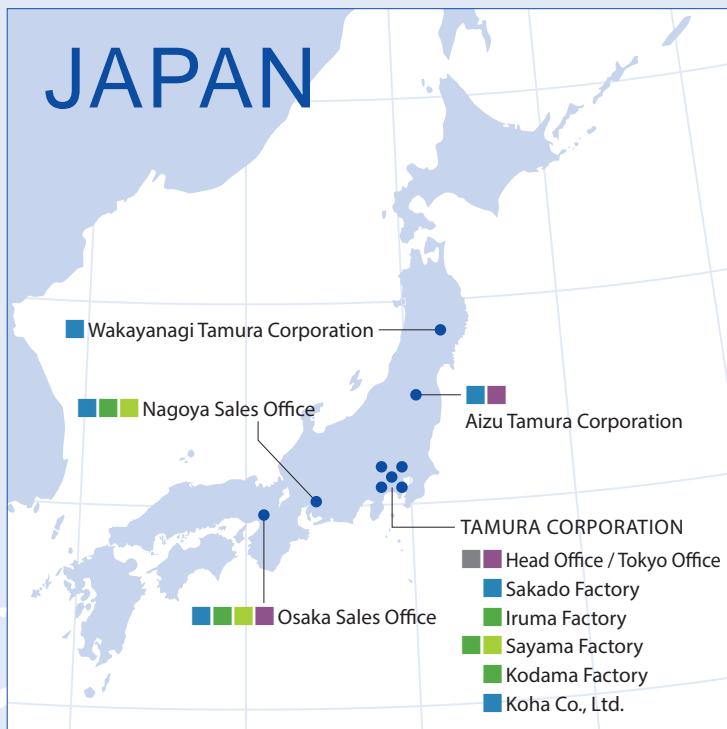 JAPAN
Wakayanagi Tamura Corporation
Nagoya Sales Office
Aizu Tamura Corporation
Osaka Sales Office
TAMURA CORPORATION
Head Office / Tokyo Office
Sakado Factory
Iruma Factory
Sayama Factory
Kodama Factory
Koha Co., Ltd.